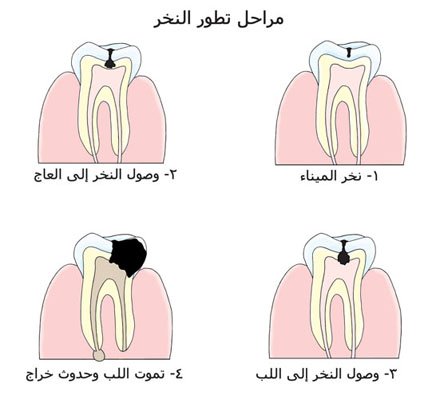 مراحل تطور النخر
١- نخر الميناء
٢- وصول النخر إلى العاج
٣- وصول النخر إلى اللب
٤- تموت اللب وحدوث خراج